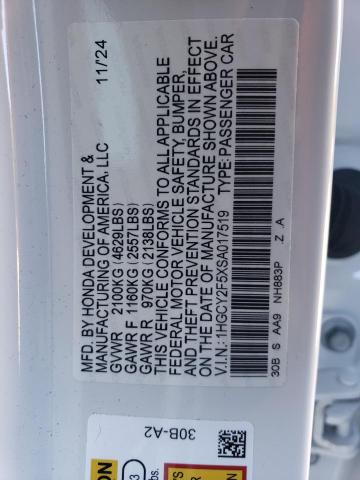 MFD. BY HONDA DEVELOPMENT & 11/24
MANUFACTURING OF AMERICA, LLC
GVWR 2100KG (4629LBS)
GAWR F 1160KG (2557LBS)
GAWR R 970KG (2138LBS)
THIS VEHICLE CONFORMS TO ALL APPLICABLE
FEDERAL MOTOR VEHICLE SAFETY, BUMPER,
AND THEFT PREVENTION STANDARDS IN EFFECT
ON THE DATE OF MANUFACTURE SHOWN ABOVE.
V.I.N.: 1HGCY2F5XSA017519 TYPE: PASSENGER CAR
30B S AA9 NH883P .Z .A
30B-A2